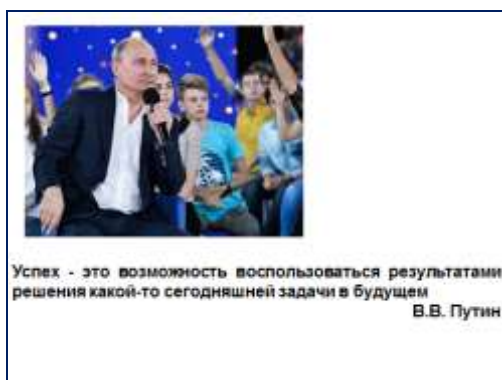 Успех - это возможность воспользоваться результатами
решения какой-то сегодняшней задачи в будущем
В.В. Путин